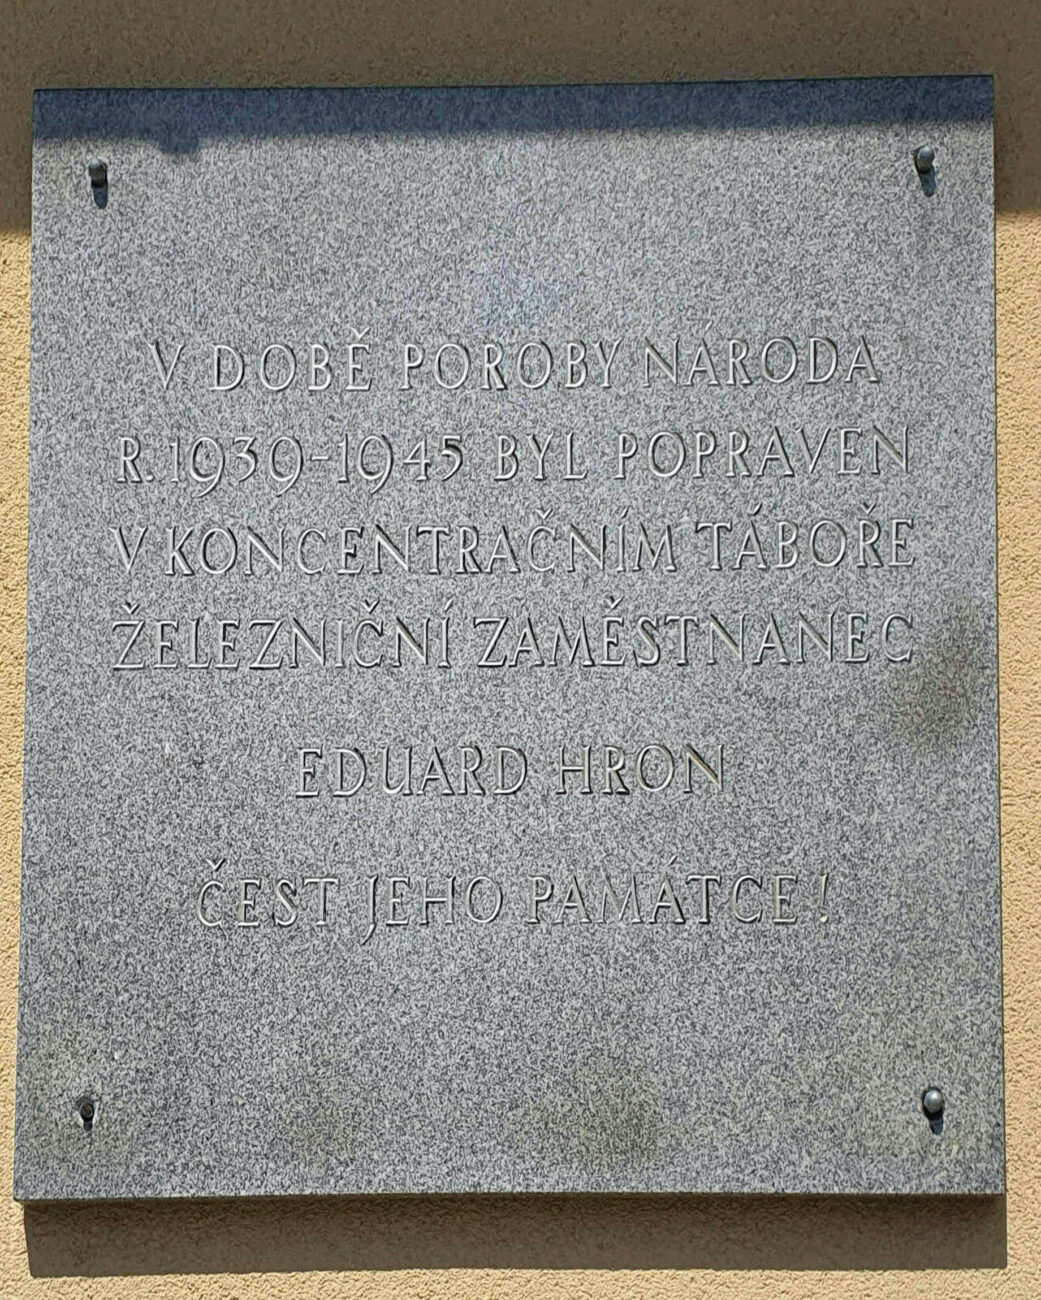 V DOBĚ POROBY NÁRODA
R. 1939-1945 BYL POPRAVEN
V KONCENTRAČNÍM TÁBOŘE
ŽELEZNIČNÍ ZAMĚSTNANEC
EDUARD HRON
ČEST JEHO PAMÁTCE!